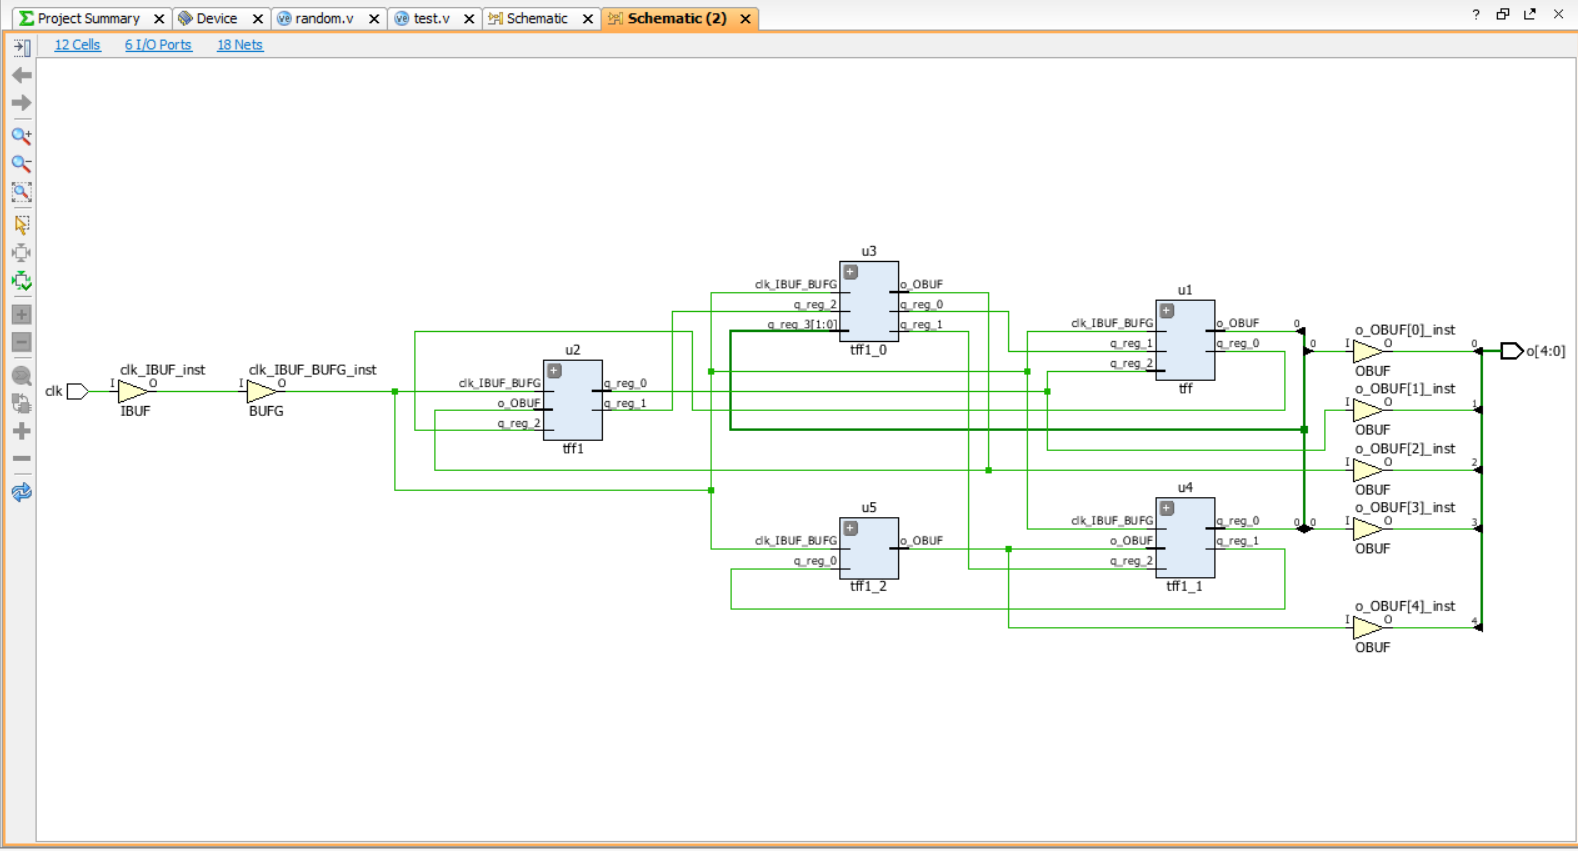 Project Summary
Device
random.v
test.v
Schematic
Schematic (2)
12 Cells
6 I/O Ports
18 Nets
clk
clk_IBUF_inst
I
O
IBUF
clk_IBUF_BUFG_inst
I
O
BUFG
u2
clk_IBUF_BUFG
o_OBUF
q_reg_2
q_reg_0
q_reg_1
tff1
u3
clk_IBUF_BUFG
q_reg_2
q_reg_3[1:0]
o_OBUF
q_reg_0
q_reg_1
tff1_0
u5
clk_IBUF_BUFG
q_reg_0
o_OBUF
tff1_2
u1
clk_IBUF_BUFG
q_reg_1
q_reg_2
o_OBUF
q_reg_0
tff
u4
clk_IBUF_BUFG
o_OBUF
q_reg_2
q_reg_0
q_reg_1
tff1_1
0
0
0
0
o_OBUF[0]_inst
I
O
OBUF
0
o_OBUF[1]_inst
I
O
OBUF
1
o_OBUF[2]_inst
I
O
OBUF
2
o_OBUF[3]_inst
I
O
OBUF
3
o_OBUF[4]_inst
I
O
OBUF
4
o[4:0]